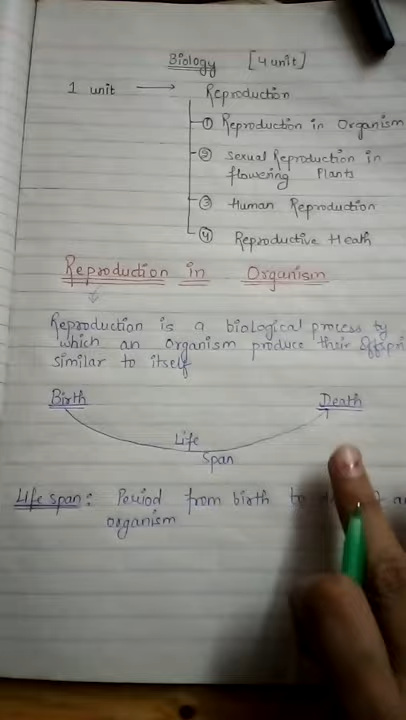 Biology [4 unit]
1 unit → Reproduction
① Reproduction in Organism
② Sexual Reproduction in
flowering Plants
③ Human Reproduction
④ Reproductive Heath
Reproduction in Organism
Reproduction is a biological process by
which an organism produce their
similar to itself
Birth Death
Life
Span
Life span: Period from birth to
organism